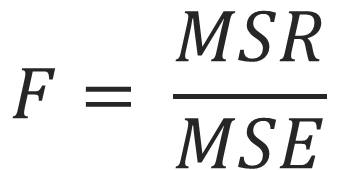 F = MSR / MSE